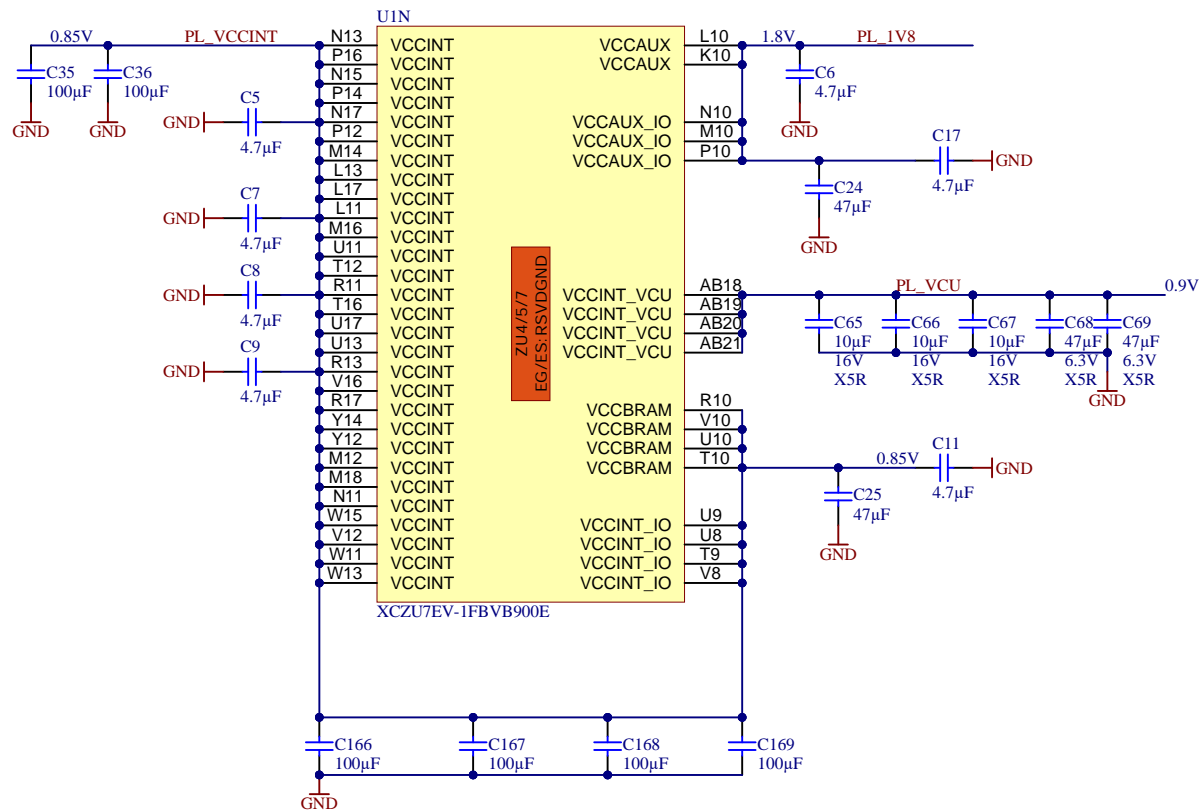 U1N
0.85V PL_VCCINT N13 VCCINT VCCAUX L10 1.8V PL_1V8
P16 VCCINT VCCAUX K10
C35 C36 N15 VCCINT C6
100µF 100µF P14 VCCINT 4.7µF
GND GND GND C5 N17 VCCINT VCCAUX_IO N10 GND
4.7µF P12 VCCINT VCCAUX_IO M10
M14 VCCINT VCCAUX_IO P10 C17 GND
L13 VCCINT 4.7µF
L17 VCCINT C24
C7 L11 VCCINT 47µF
GND 4.7µF M16 VCCINT GND
U11 VCCINT
T12 VCCINT
GND C8 R11 VCCINT VCCINT_VCU AB18 PL_VCU 0.9V
4.7µF T16 VCCINT VCCINT_VCU AB19
U17 VCCINT VCCINT_VCU AB20 C65 C66 C67 C68 C69
U13 VCCINT VCCINT_VCU AB21 10µF 10µF 10µF 47µF 47µF
GND C9 R13 VCCINT 16V 16V 16V 6.3V 6.3V
4.7µF V16 VCCINT X5R X5R X5R X5R X5R
ZU4/5/7
EG/ES: RSVDGND
GND
R17 VCCINT VCCBRAM R10
Y14 VCCINT VCCBRAM V10
Y12 VCCINT VCCBRAM U10
M12 VCCINT VCCBRAM T10 0.85V C11 GND
M18 VCCINT 4.7µF
N11 VCCINT C25
47µF
W15 VCCINT VCCINT_IO U9
V12 VCCINT VCCINT_IO U8 GND
W11 VCCINT VCCINT_IO T9
W13 VCCINT VCCINT_IO V8
XCZU7EV-1FBVB900E
C166 C167 C168 C169
100µF 100µF 100µF 100µF
GND